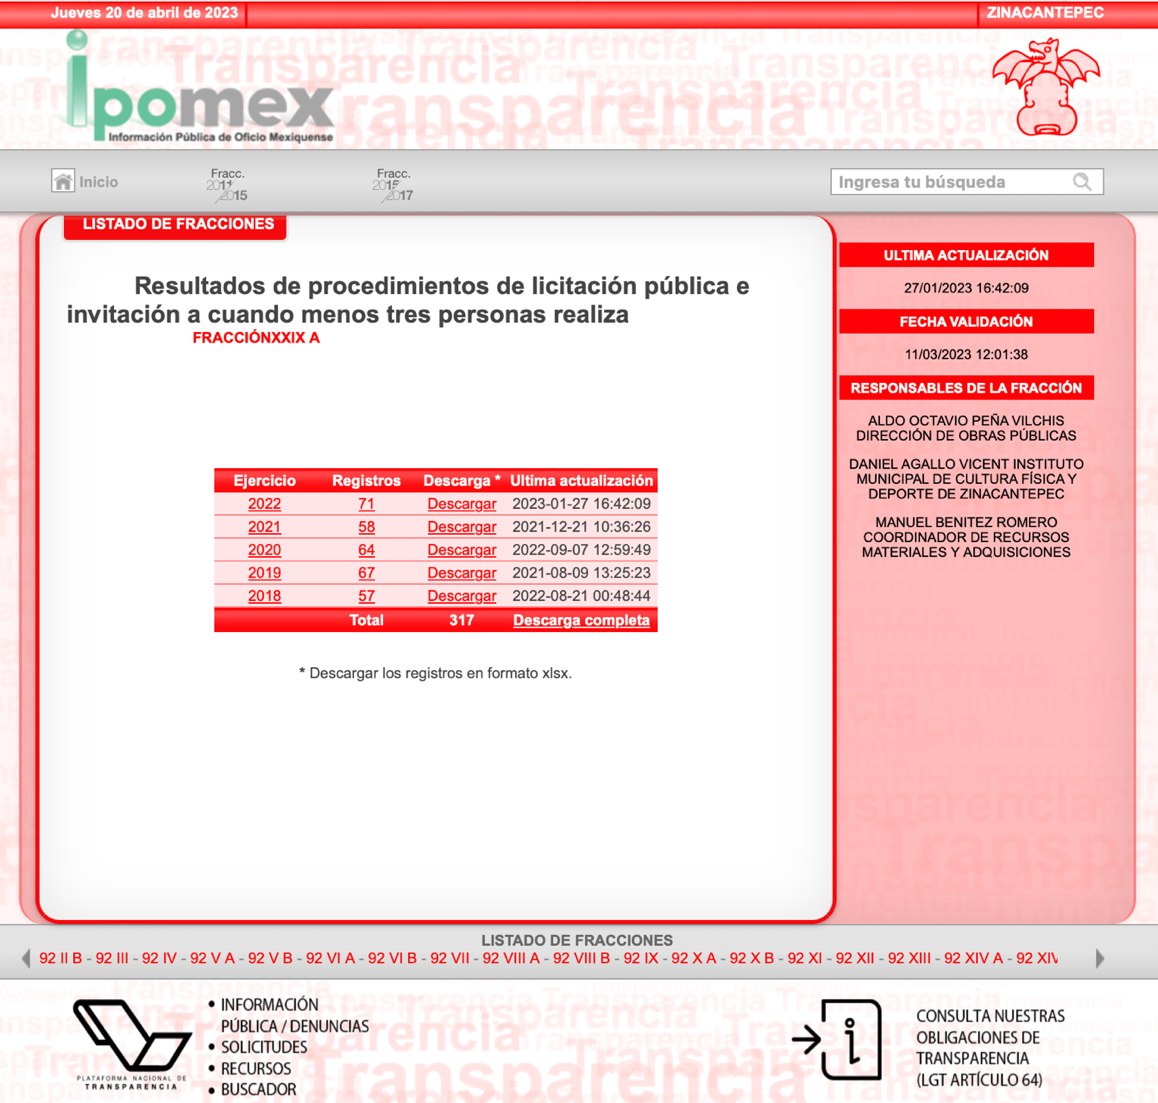 Jueves 20 de abril de 2023
ZINACANTEPEC
ipomex
Información Pública de Oficio Mexiquense
Inicio
Fracc.
2015
Fracc.
2015
2017
Ingresa tu búsqueda
LISTADO DE FRACCIONES
Resultados de procedimientos de licitación pública e
invitación a cuando menos tres personas realiza
FRACCIÓNXXIX A
Ejercicio Registros Descarga * Ultima actualización
2022 71 Descargar 2023-01-27 16:42:09
2021 58 Descargar 2021-12-21 10:36:26
2020 64 Descargar 2022-09-07 12:59:49
2019 67 Descargar 2021-08-09 13:25:23
2018 57 Descargar 2022-08-21 00:48:44
Total 317 Descarga completa
* Descargar los registros en formato xlsx.
ULTIMA ACTUALIZACIÓN
27/01/2023 16:42:09
FECHA VALIDACIÓN
11/03/2023 12:01:38
RESPONSABLES DE LA FRACCIÓN
ALDO OCTAVIO PEÑA VILCHIS
DIRECCIÓN DE OBRAS PÚBLICAS
DANIEL AGALLO VICENT INSTITUTO
MUNICIPAL DE CULTURA FÍSICA Y
DEPORTE DE ZINACANTEPEC
MANUEL BENITEZ ROMERO
COORDINADOR DE RECURSOS
MATERIALES Y ADQUISICIONES
LISTADO DE FRACCIONES
92 II B - 92 III - 92 IV - 92 V A - 92 V B - 92 VI A - 92 VI B - 92 VII - 92 VIII A - 92 VIII B - 92 IX - 92 X A - 92 X B - 92 XI - 92 XII - 92 XIII - 92 XIV A - 92 XIV
PLATAFORMA NACIONAL DE
TRANSPARENCIA
• INFORMACIÓN
PÚBLICA / DENUNCIAS
• SOLICITUDES
• RECURSOS
• BUSCADOR
CONSULTA NUESTRAS
OBLIGACIONES DE
TRANSPARENCIA
(LGT ARTÍCULO 64)